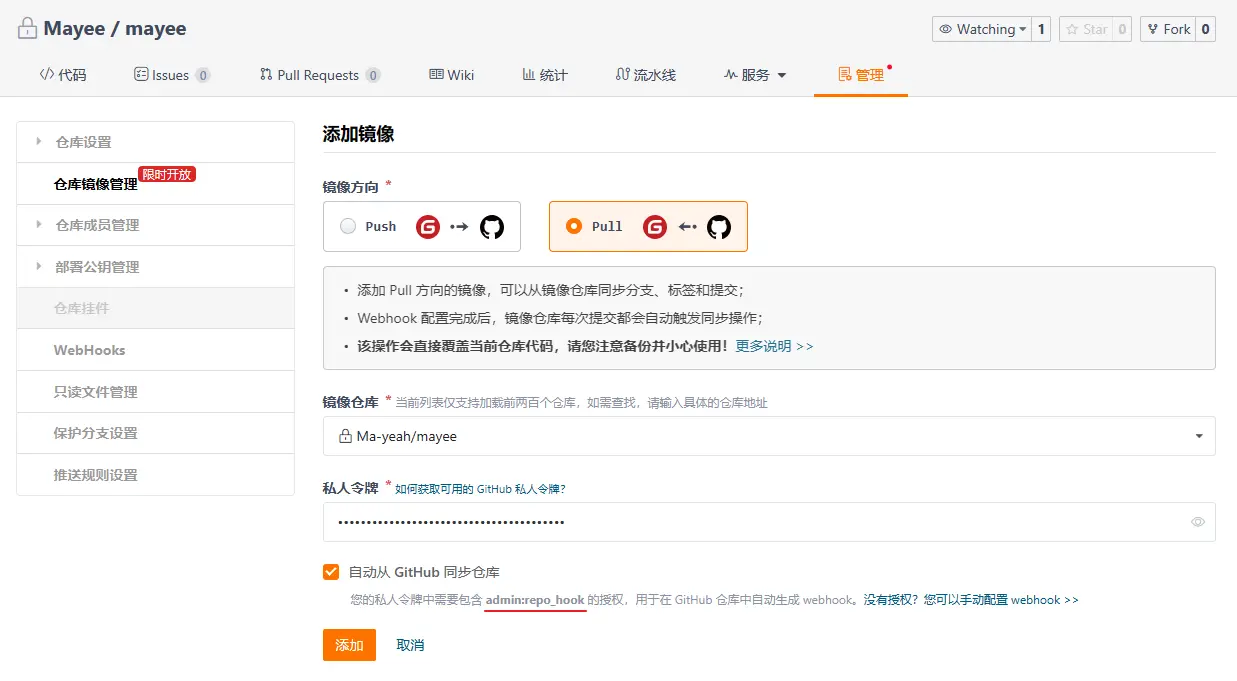 Mayee / mayee
Watching 1
Star 0
Fork 0
代码
Issues 0
Pull Requests 0
Wiki
统计
流水线
服务
管理
仓库设置
仓库镜像管理 限时开放
仓库成员管理
部署公钥管理
仓库挂件
WebHooks
只读文件管理
保护分支设置
推送规则设置
添加镜像
镜像方向 *
Push
Pull
• 添加 Pull 方向的镜像，可以从镜像仓库同步分支、标签和提交；
• Webhook 配置完成后，镜像仓库每次提交都会自动触发同步操作；
• 该操作会直接覆盖当前仓库代码，请您注意备份并小心使用！更多说明 >>
镜像仓库 * 当前列表仅支持加载前两百个仓库，如需查找，请输入具体的仓库地址
Ma-yeah/mayee
私人令牌 * 如何获取可用的 GitHub 私人令牌？
自动从 GitHub 同步仓库
您的私人令牌中需要包含 admin:repo_hook 的授权，用于在 GitHub 仓库中自动生成 webhook。没有授权？您可以手动配置 webhook >>
添加
取消